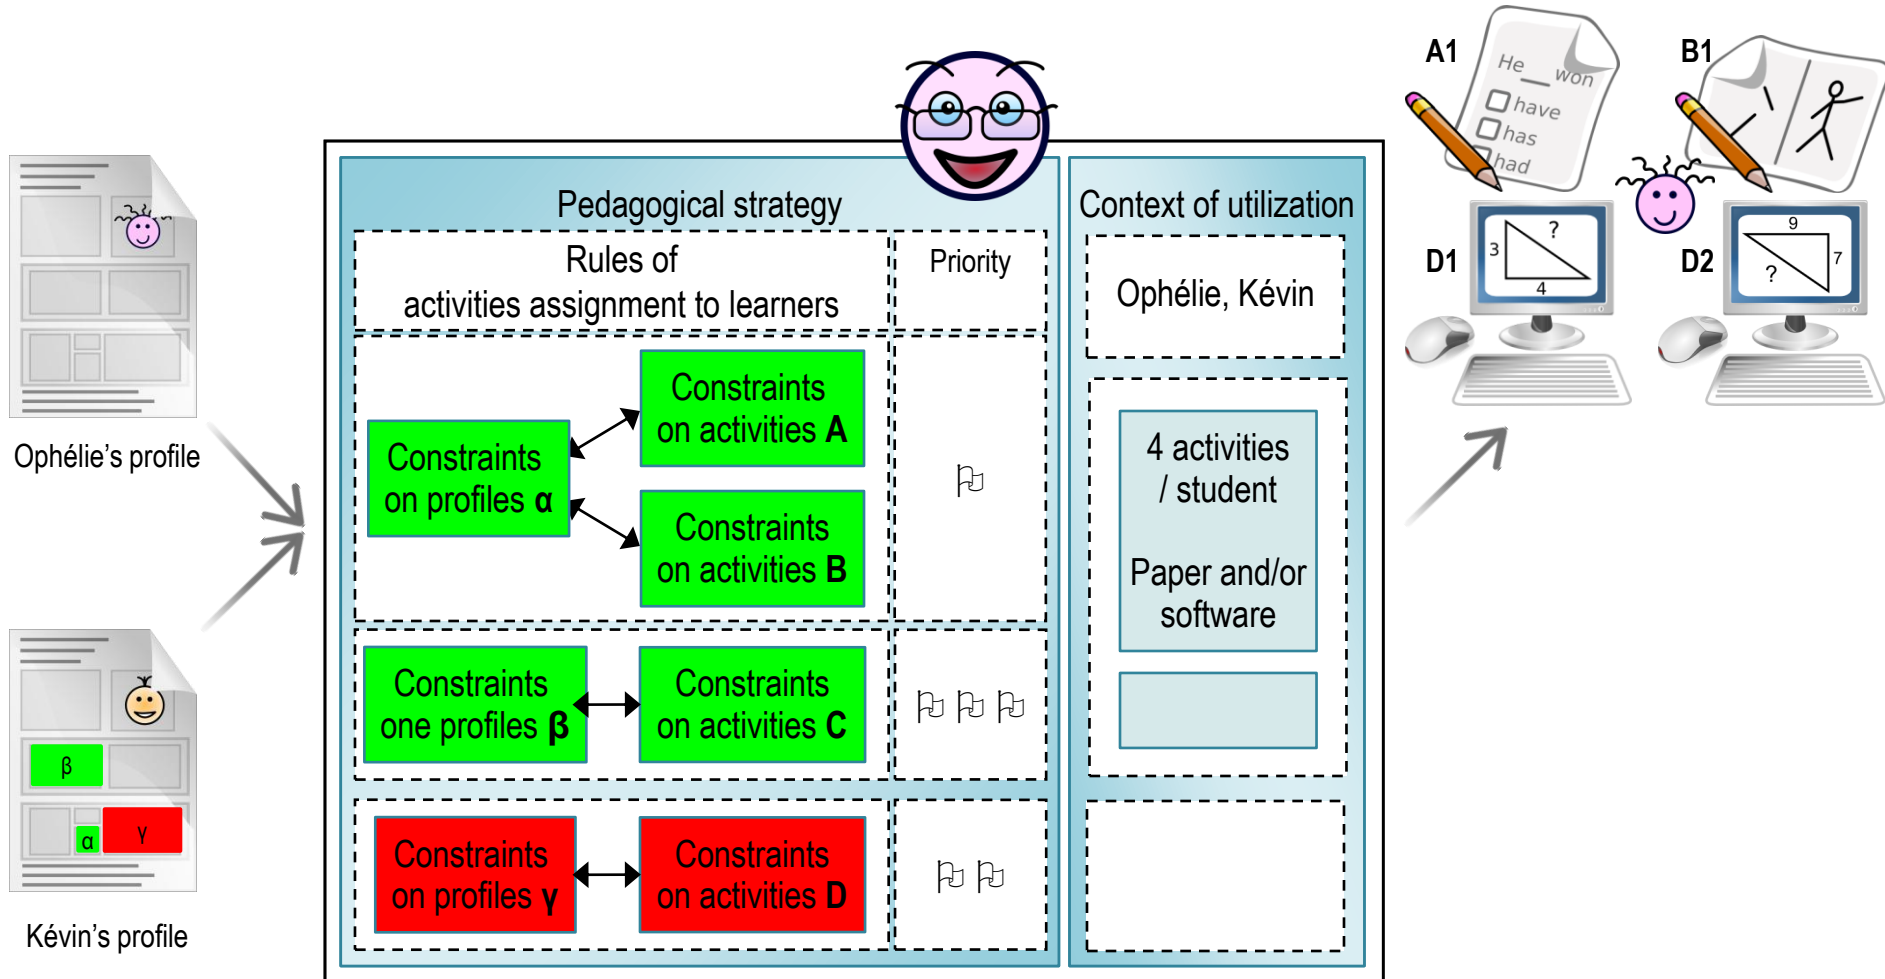 Ophélie's profile
β
α
γ
Kévin's profile
Pedagogical strategy
Rules of
activities assignment to learners
Priority
Constraints
on profiles α
Constraints
on activities A
Constraints
on activities B
Constraints
one profiles β
Constraints
on activities C
Constraints
on profiles γ
Constraints
on activities D
Context of utilization
Ophélie, Kévin
4 activities
/ student
Paper and/or
software
A1
He __ won
have
has
had
B1
D1
3
?
4
D2
9
?
7